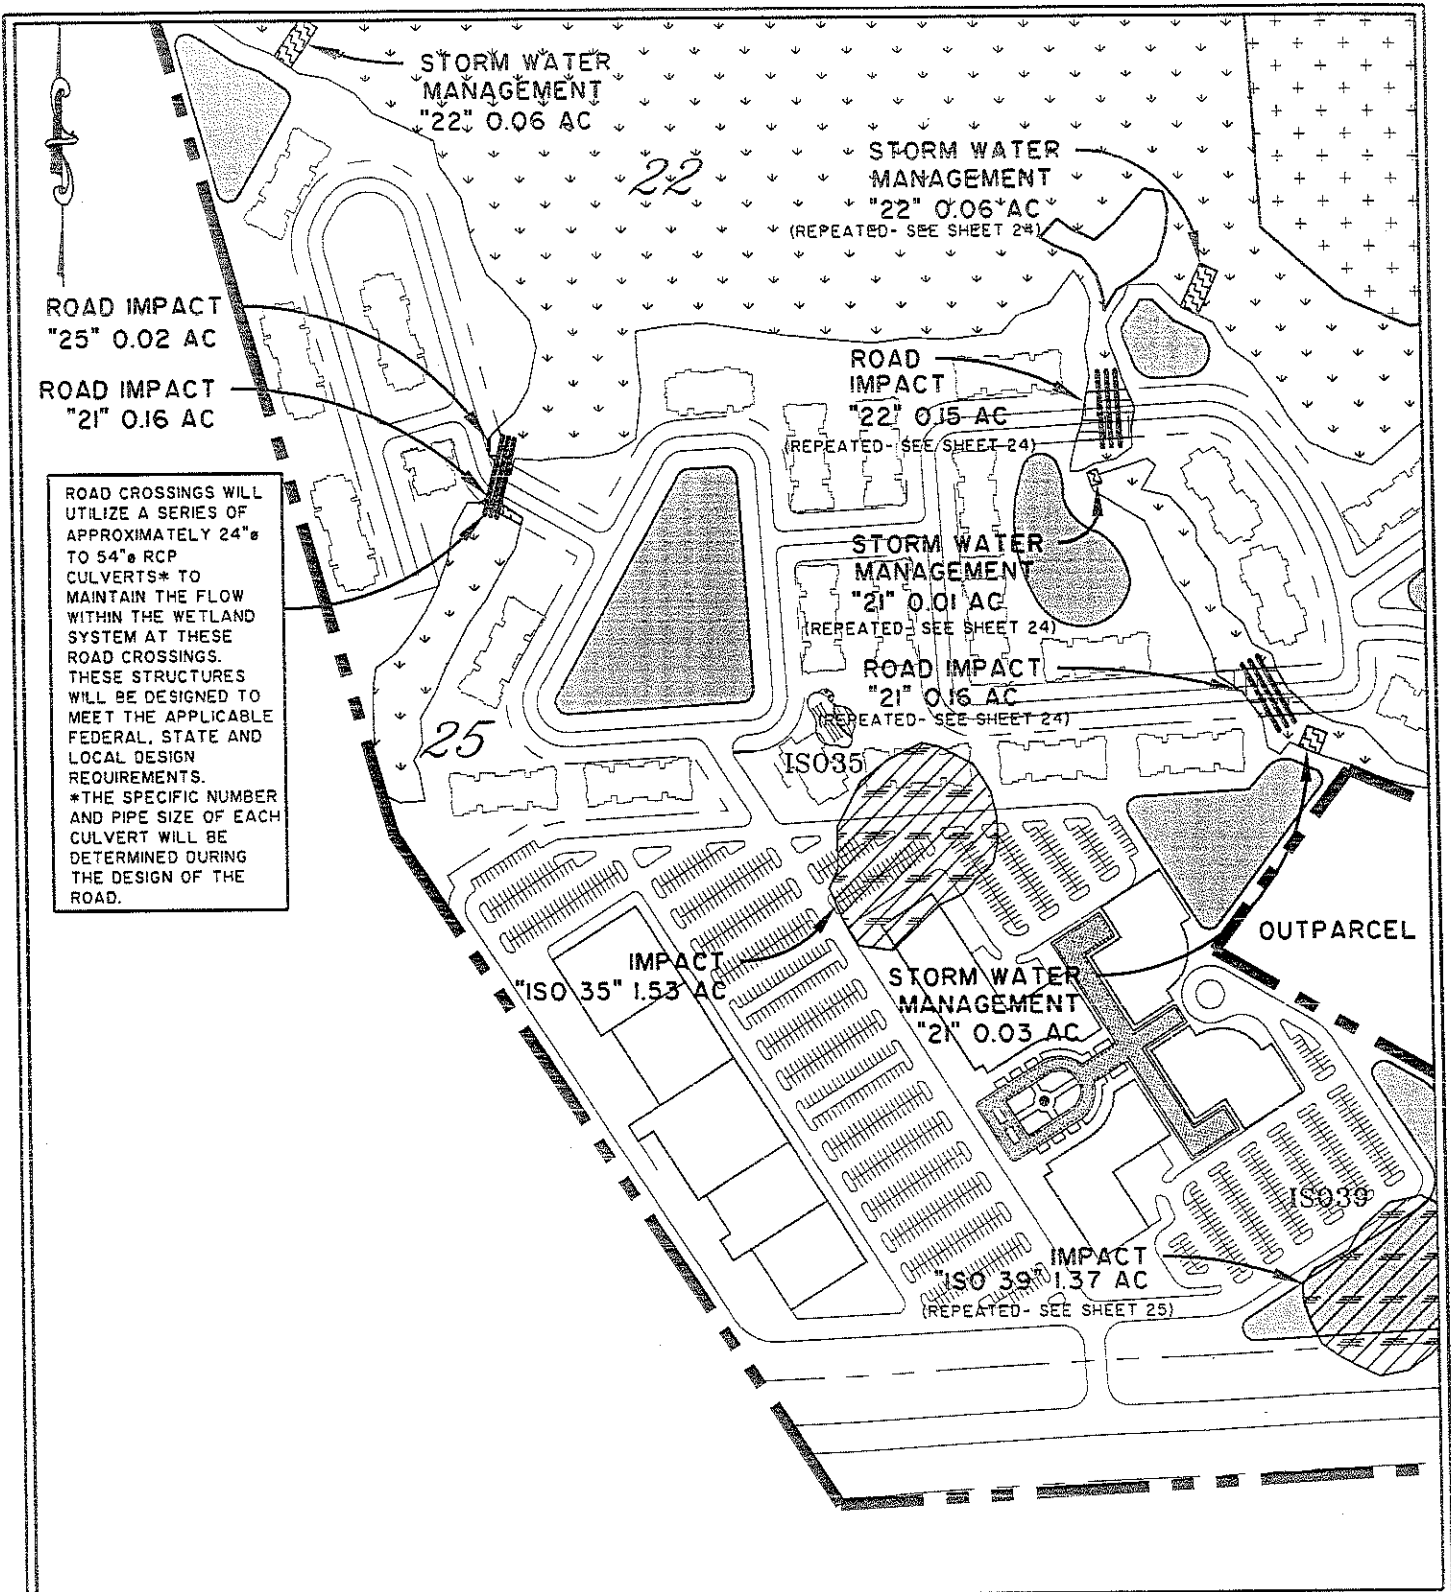 STORM WATER
MANAGEMENT
"22" 0.06 AC
22
STORM WATER
MANAGEMENT
"22" 0.06 AC
(REPEATED- SEE SHEET 24)
ROAD IMPACT
"25" 0.02 AC
ROAD IMPACT
"21" 0.16 AC
ROAD
IMPACT
"22" 0.15 AC
(REPEATED- SEE SHEET 24)
ROAD CROSSINGS WILL
UTILIZE A SERIES OF
APPROXIMATELY 24"ø
TO 54"ø RCP
CULVERTS* TO
MAINTAIN THE FLOW
WITHIN THE WETLAND
SYSTEM AT THESE
ROAD CROSSINGS.
THESE STRUCTURES
WILL BE DESIGNED TO
MEET THE APPLICABLE
FEDERAL, STATE AND
LOCAL DESIGN
REQUIREMENTS.
*THE SPECIFIC NUMBER
AND PIPE SIZE OF EACH
CULVERT WILL BE
DETERMINED DURING
THE DESIGN OF THE
ROAD.
STORM WATER
MANAGEMENT
"21" 0.01 AC
(REPEATED- SEE SHEET 24)
ROAD IMPACT
"21" 0.16 AC
(REPEATED- SEE SHEET 24)
25
ISO35
IMPACT
"ISO 35" 1.53 AC
OUTPARCEL
STORM WATER
MANAGEMENT
"21" 0.03 AC
ISO39
IMPACT
"ISO 39" 1.37 AC
(REPEATED- SEE SHEET 25)